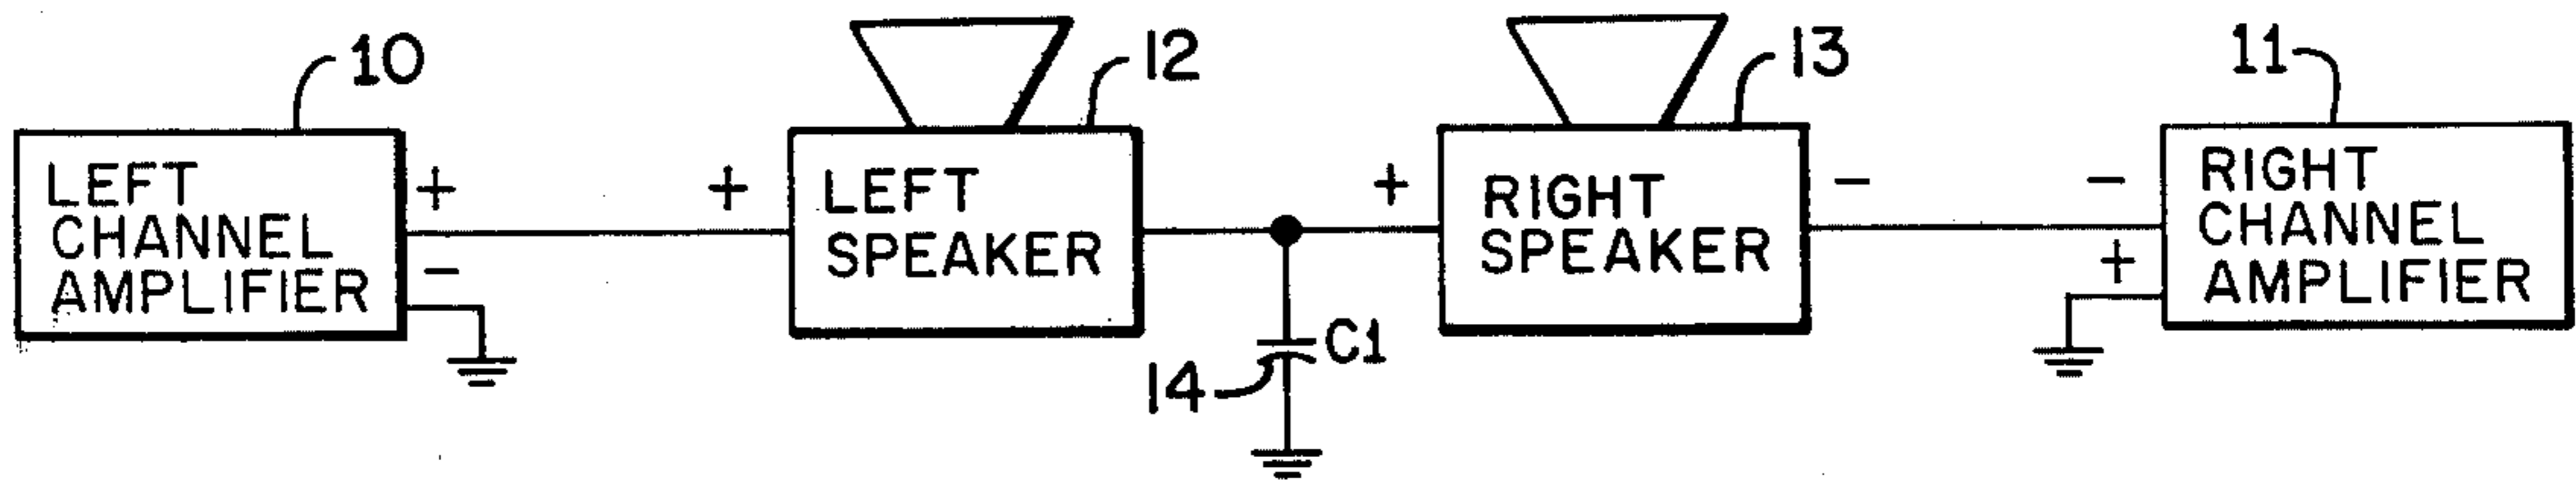 10
12
13
11
LEFT
CHANNEL
AMPLIFIER
+
-
+
LEFT
SPEAKER
+
RIGHT
SPEAKER
-
-
+
RIGHT
CHANNEL
AMPLIFIER
C1
14